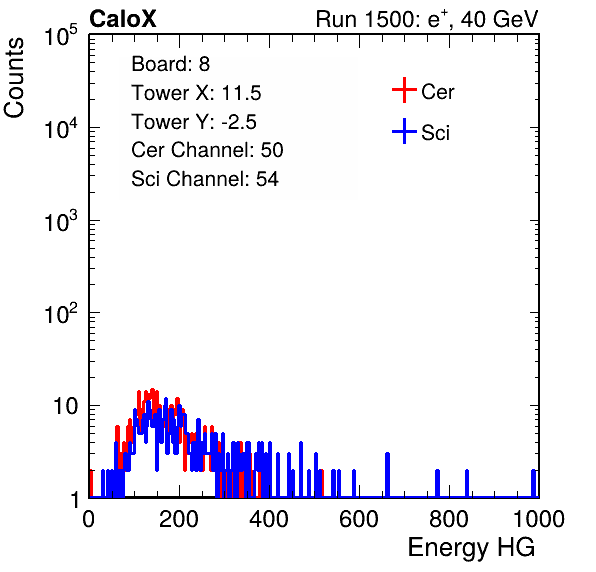 CaloX Run 1500: e⁺, 40 GeV
Counts
Board: 8
Tower X: 11.5
Tower Y: -2.5
Cer Channel: 50
Sci Channel: 54
Cer
Sci
10⁵
10⁴
10³
10²
10
1
0 200 400 600 800 1000
Energy HG